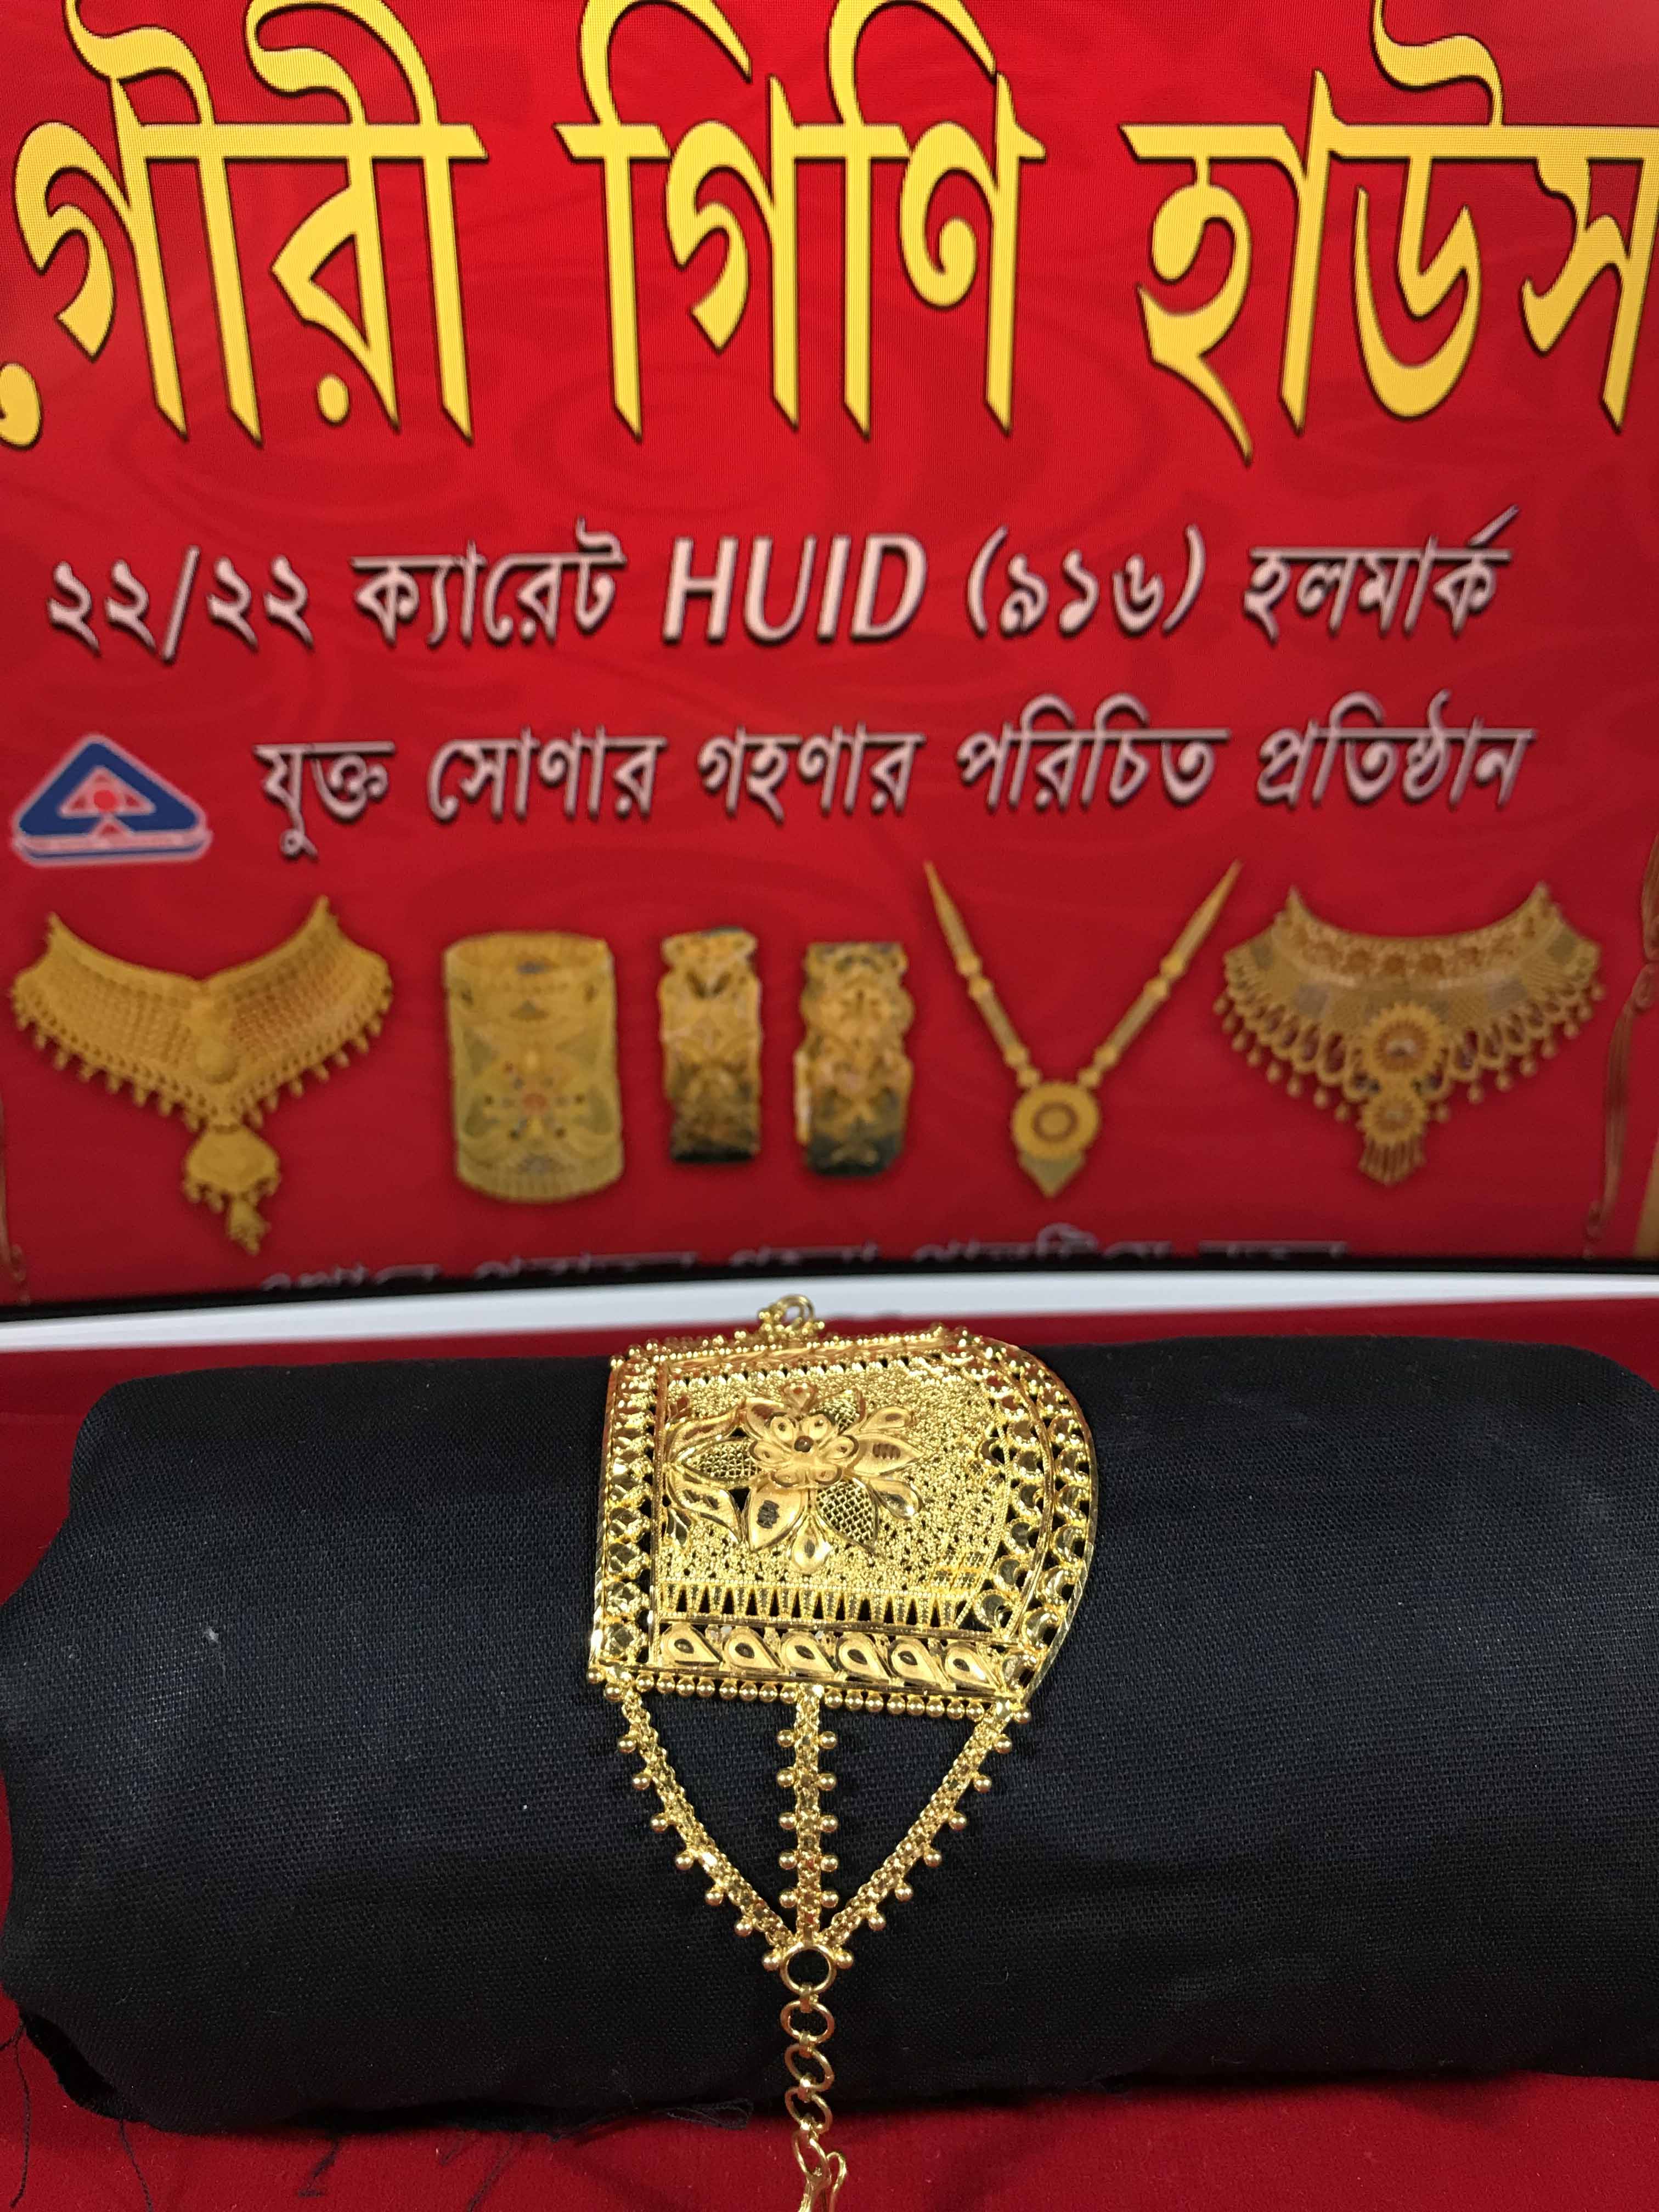 গৌরী গিণি হাউস
২২/২২ ক্যারেট HUID (৯১৬) হলমার্ক
যুক্ত সোণার গহণার পরিচিত প্রতিষ্ঠান